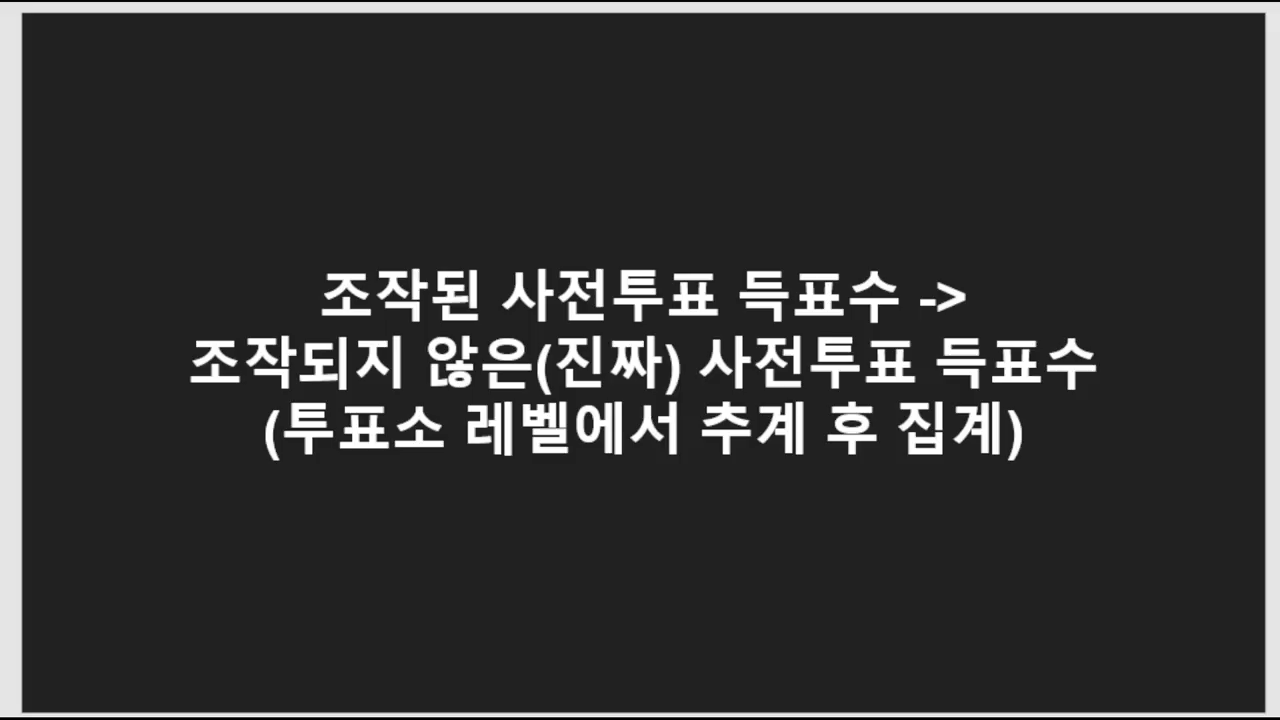 조작된 사전투표 득표수 ->
조작되지 않은(진짜) 사전투표 득표수
(투표소 레벨에서 추계 후 집계)